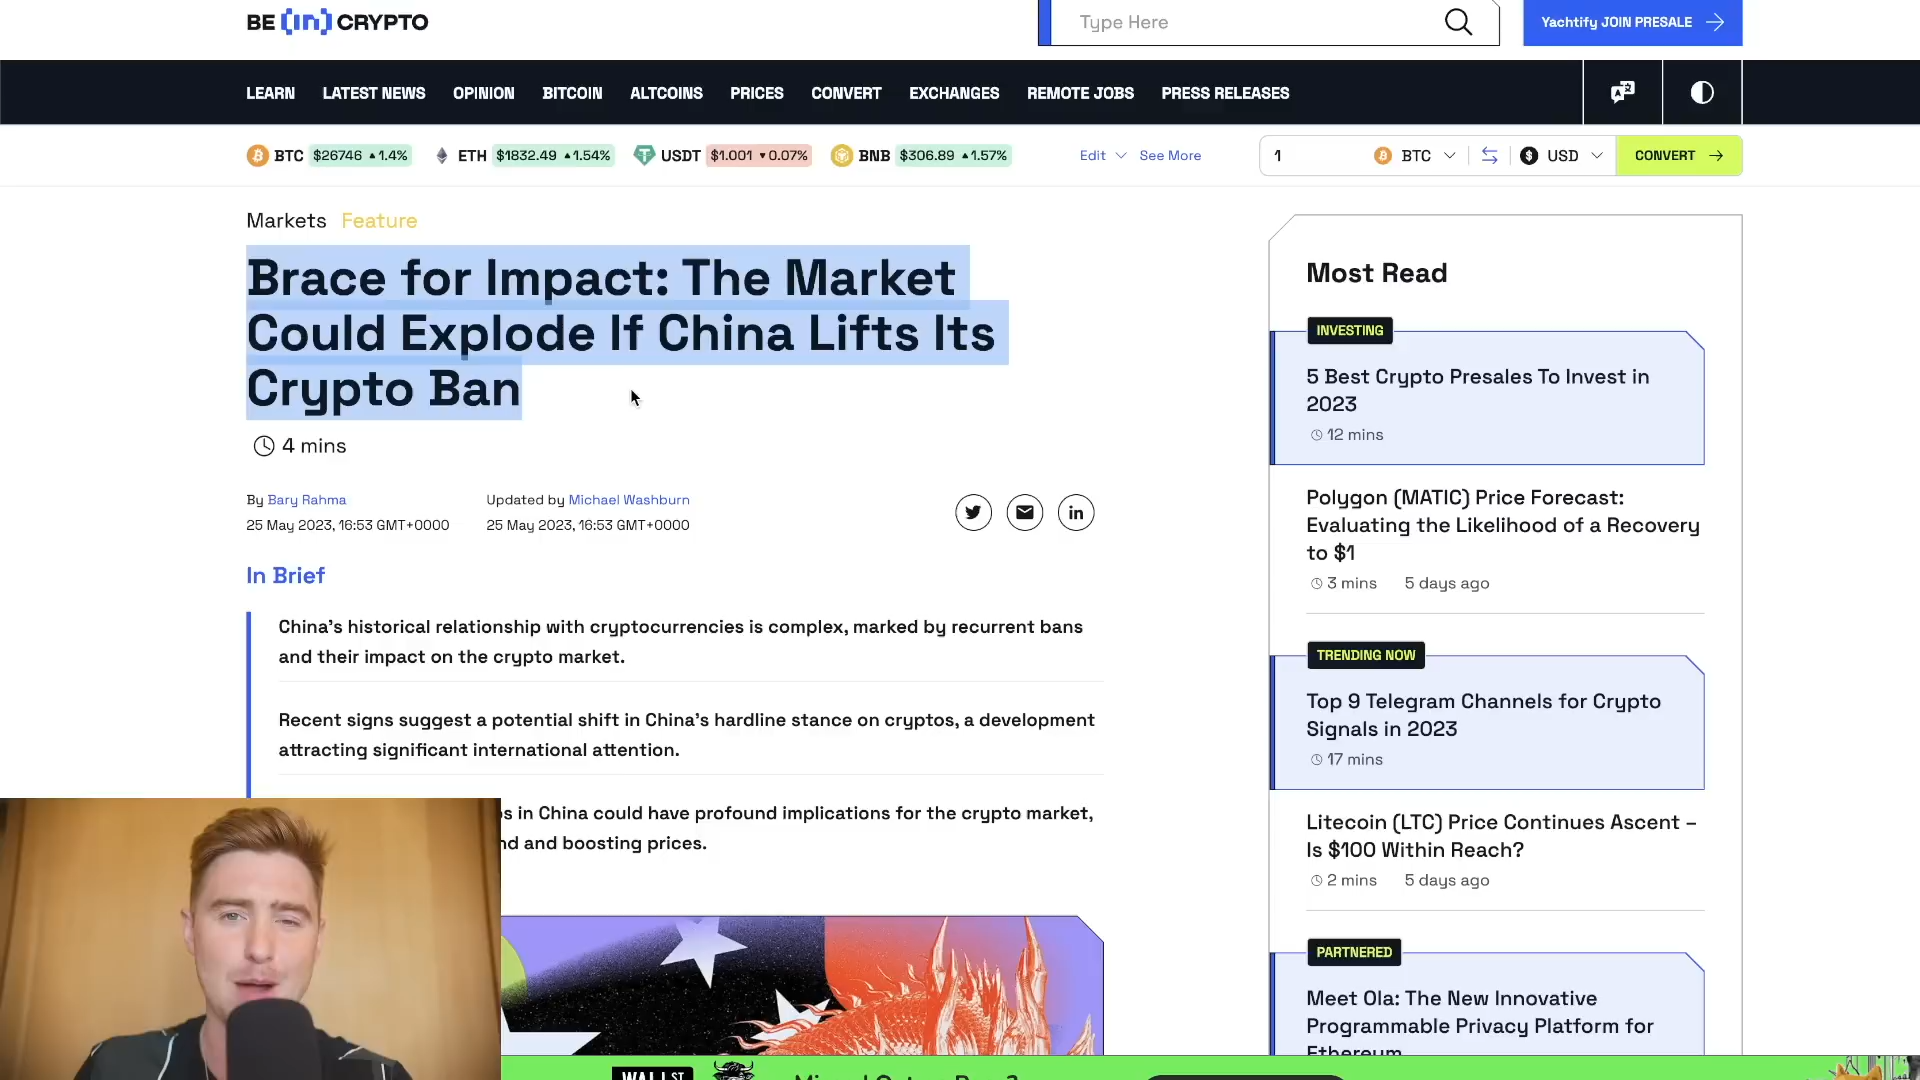 BE [in] CRYPTO
Type Here
Yachtify JOIN PRESALE
LEARN LATEST NEWS OPINION BITCOIN ALTCOINS PRICES CONVERT EXCHANGES REMOTE JOBS PRESS RELEASES
BTC $26746 ▲1.4% ETH $1832.49 ▲1.54% USDT $1.001 ▼0.07% BNB $306.89 ▲1.57% Edit See More 1 BTC USD CONVERT
Markets Feature
Brace for Impact: The Market
Could Explode If China Lifts Its
Crypto Ban
4 mins
By Bary Rahma
25 May 2023, 16:53 GMT+0000
Updated by Michael Washburn
25 May 2023, 16:53 GMT+0000
In Brief
China's historical relationship with cryptocurrencies is complex, marked by recurrent bans
and their impact on the crypto market.
Recent signs suggest a potential shift in China's hardline stance on cryptos, a development
attracting significant international attention.
in China could have profound implications for the crypto market,
and boosting prices.
Most Read
INVESTING
5 Best Crypto Presales To Invest in
2023
12 mins
Polygon (MATIC) Price Forecast:
Evaluating the Likelihood of a Recovery
to $1
3 mins 5 days ago
TRENDING NOW
Top 9 Telegram Channels for Crypto
Signals in 2023
17 mins
Litecoin (LTC) Price Continues Ascent –
Is $100 Within Reach?
2 mins 5 days ago
PARTNERED
Meet Ola: The New Innovative
Programmable Privacy Platform for
Ethereum
WALL ST